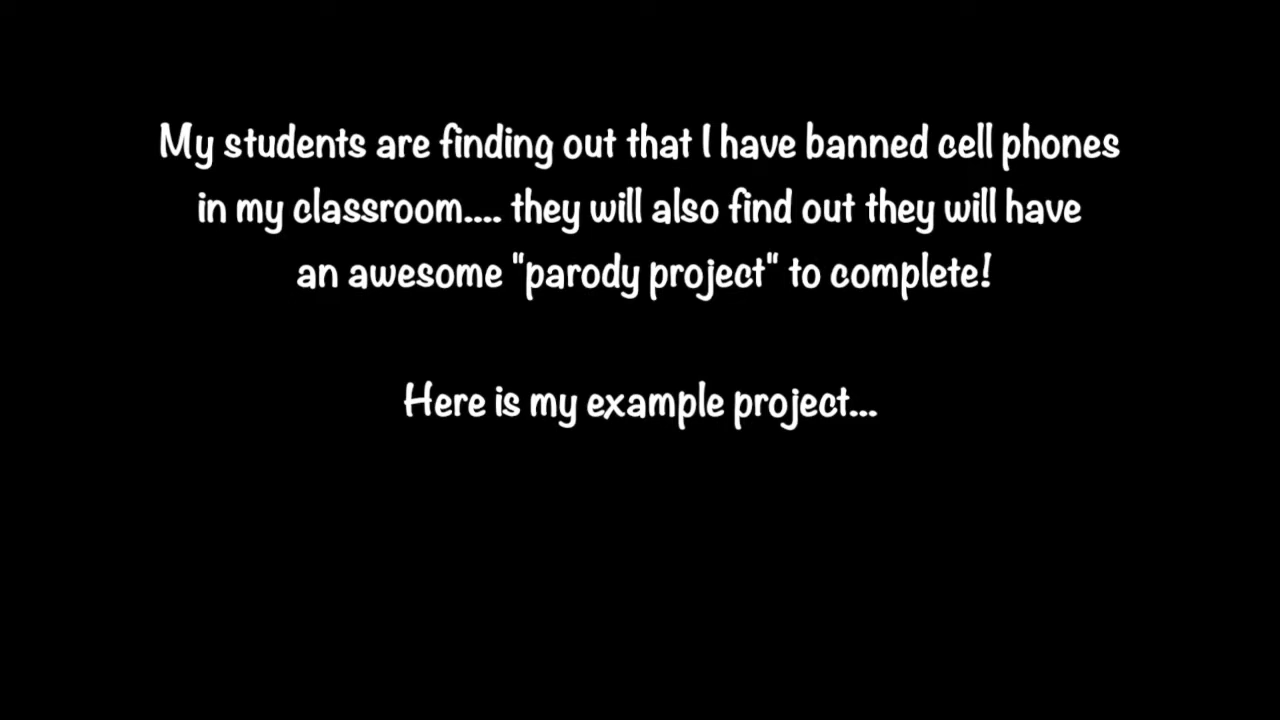 My students are finding out that I have banned cell phones
in my classroom.... they will also find out they will have
an awesome "parody project" to complete!
Here is my example project...